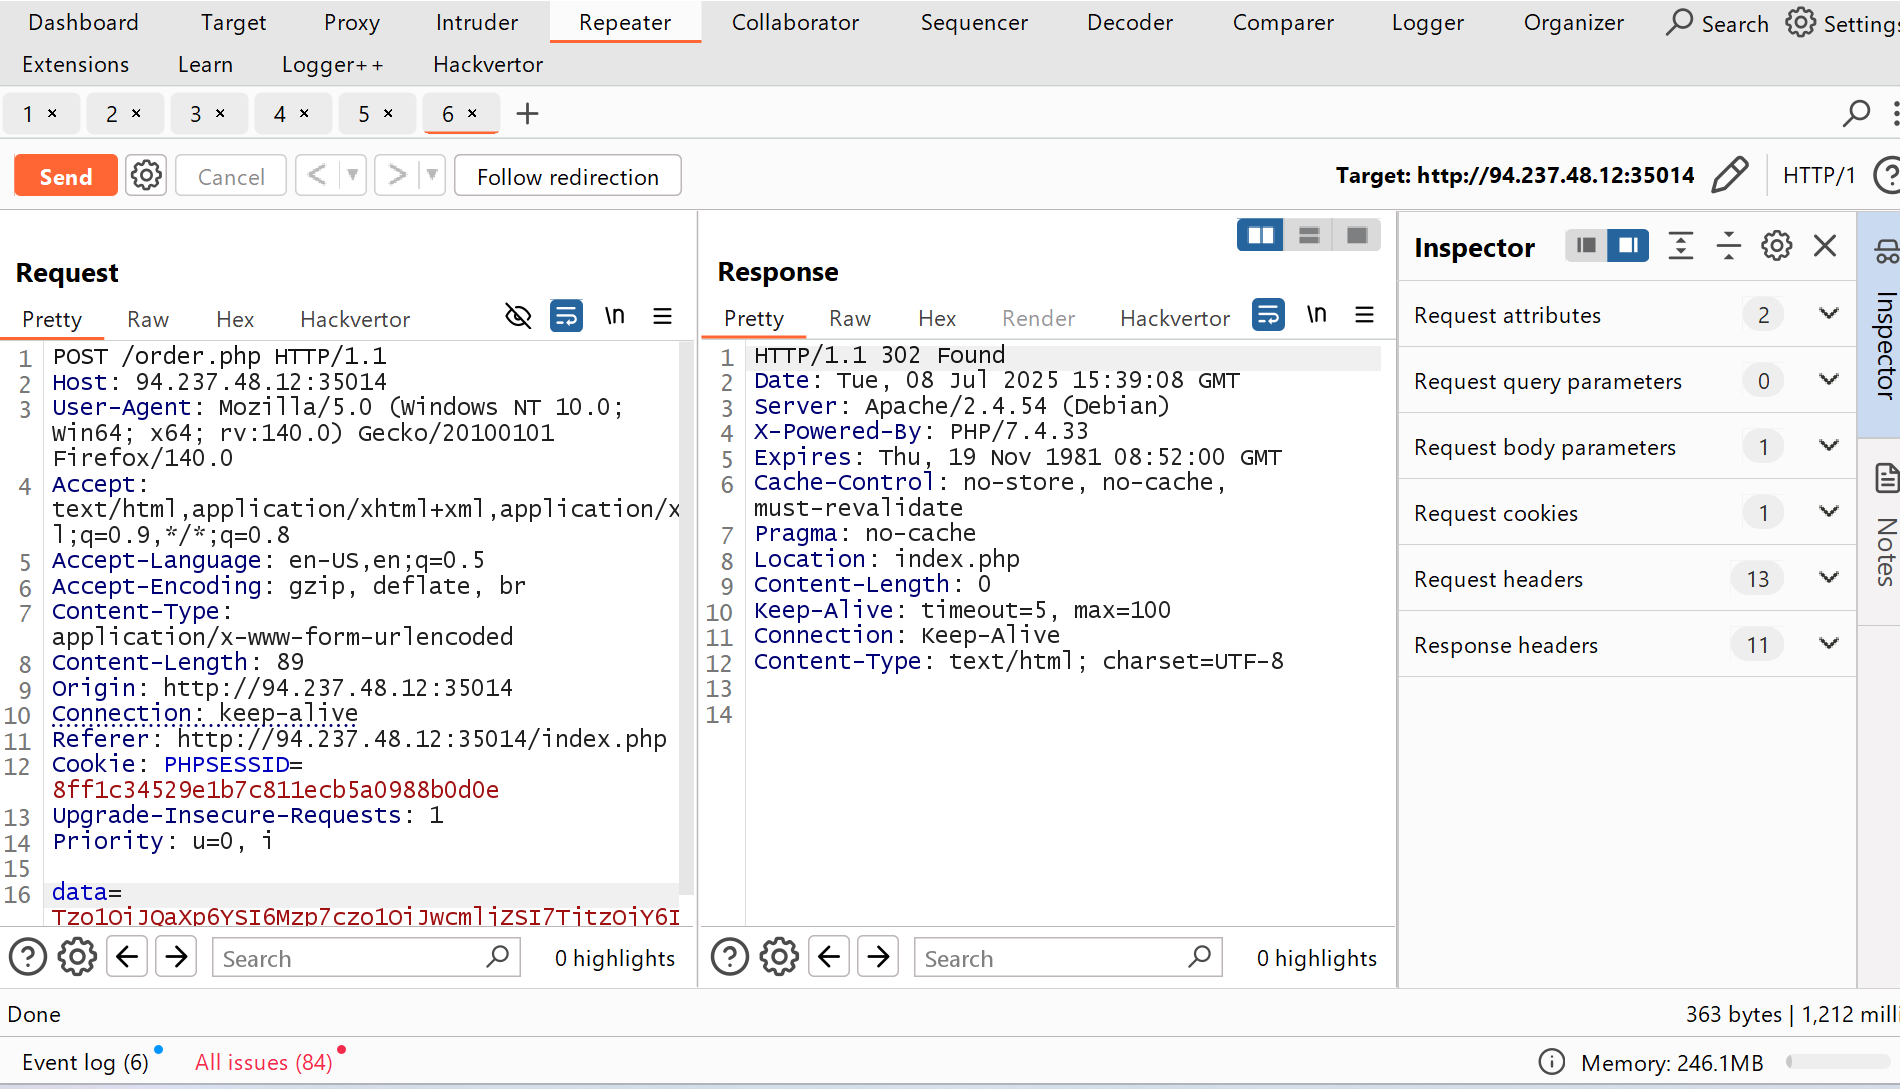 Dashboard Target Proxy Intruder Repeater Collaborator Sequencer Decoder Comparer Logger Organizer Search Settings
Extensions Learn Logger++ Hackvertor
1 × 2 × 3 × 4 × 5 × 6 × +
Send Cancel < > Follow redirection Target: http://94.237.48.12:35014 HTTP/1 ?
Request
Pretty Raw Hex Hackvertor \n
1 POST /order.php HTTP/1.1
2 Host: 94.237.48.12:35014
3 User-Agent: Mozilla/5.0 (Windows NT 10.0;
Win64; x64; rv:140.0) Gecko/20100101
Firefox/140.0
4 Accept:
text/html,application/xhtml+xml,application/x
l;q=0.9,*/*;q=0.8
5 Accept-Language: en-US,en;q=0.5
6 Accept-Encoding: gzip, deflate, br
7 Content-Type:
application/x-www-form-urlencoded
8 Content-Length: 89
9 Origin: http://94.237.48.12:35014
10 Connection: keep-alive
11 Referer: http://94.237.48.12:35014/index.php
12 Cookie: PHPSESSID=
8ff1c34529e1b7c811ecb5a0988b0d0e
13 Upgrade-Insecure-Requests: 1
14 Priority: u=0, i
15
16 data=
Tzo1OiJQaXp6YSI6Mzp7czo1OiJwcmljZSI7TjtzOjY6I
? Search 0 highlights
Response
Pretty Raw Hex Render Hackvertor \n
1 HTTP/1.1 302 Found
2 Date: Tue, 08 Jul 2025 15:39:08 GMT
3 Server: Apache/2.4.54 (Debian)
4 X-Powered-By: PHP/7.4.33
5 Expires: Thu, 19 Nov 1981 08:52:00 GMT
6 Cache-Control: no-store, no-cache,
must-revalidate
7 Pragma: no-cache
8 Location: index.php
9 Content-Length: 0
10 Keep-Alive: timeout=5, max=100
11 Connection: Keep-Alive
12 Content-Type: text/html; charset=UTF-8
13
14
? Search 0 highlights
Inspector
Request attributes 2
Request query parameters 0
Request body parameters 1
Request cookies 1
Request headers 13
Response headers 11
Inspector
Notes
Done 363 bytes | 1,212 milli
Event log (6) All issues (84) Memory: 246.1MB